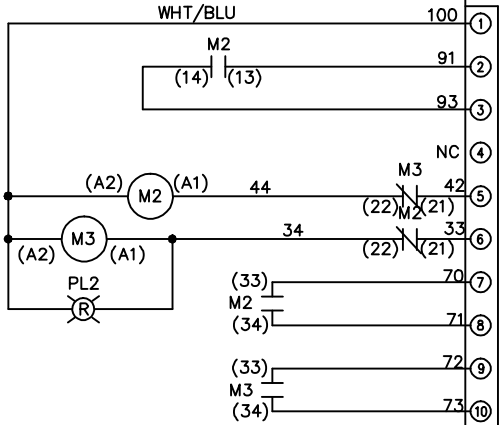 WHT/BLU 100 1
M2 91 2
(14) (13)
93 3
NC 4
M3
(A2) M2 (A1) 44 42 5
(22) (21)
M2
M3 34 33 6
(A2) (A1) (22) (21)
PL2
R
(33) 70 7
M2
(34) 71 8
(33) 72 9
M3
(34) 73 10